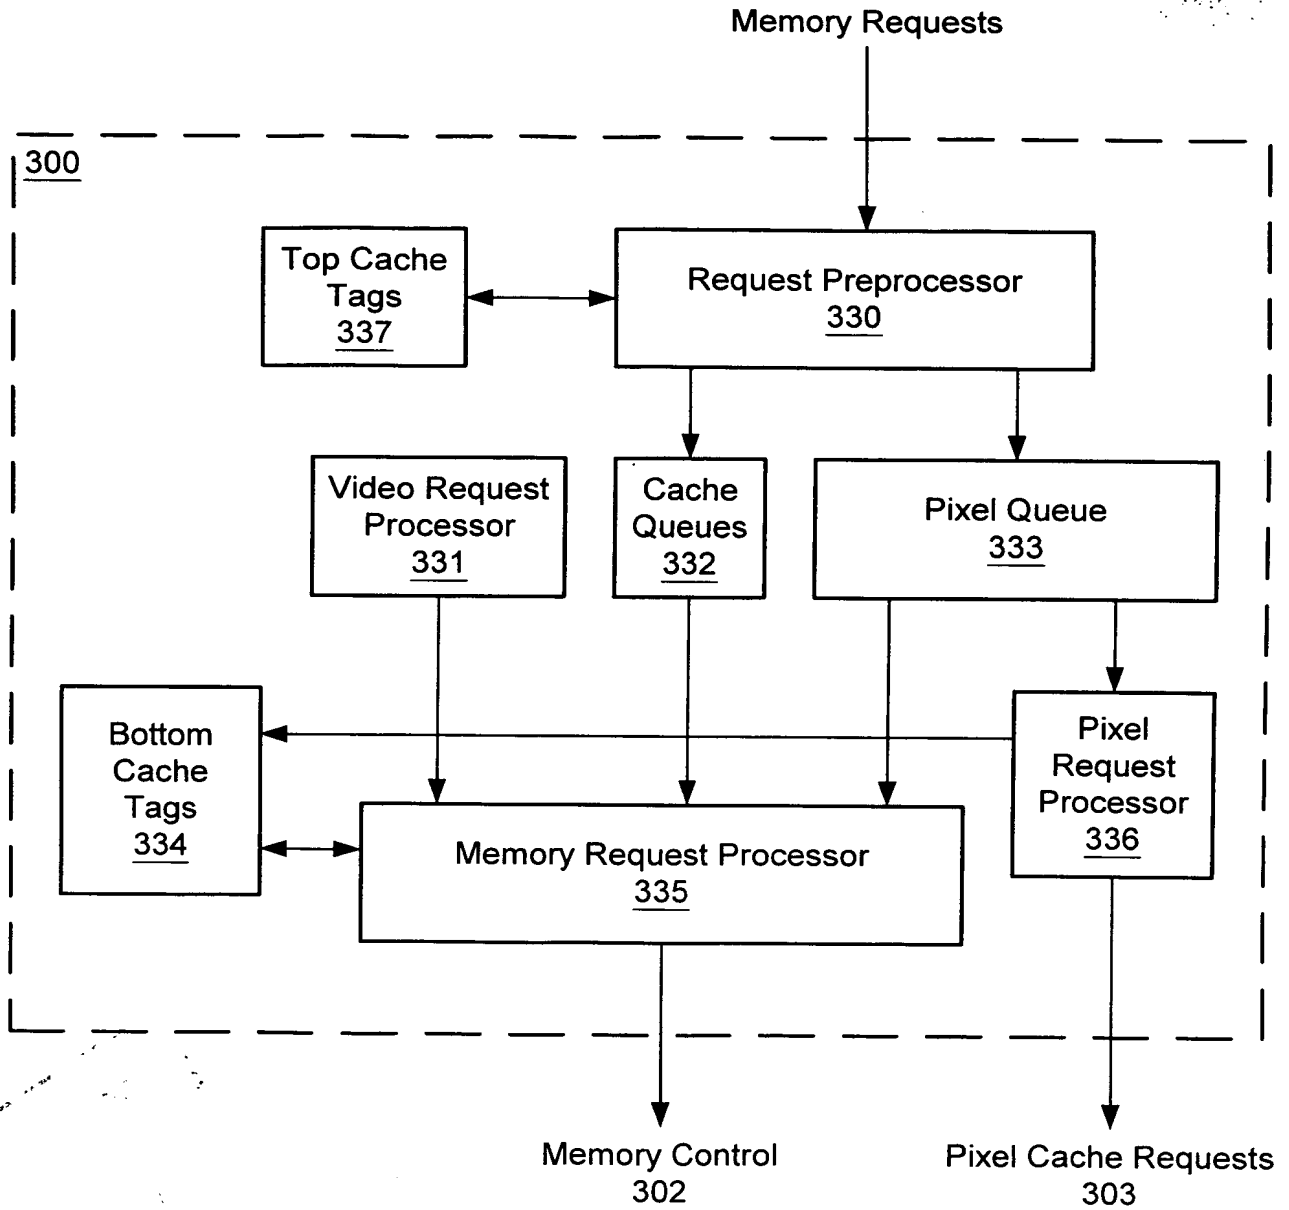 Memory Requests
300
Top Cache
Tags
337
Request Preprocessor
330
Video Request
Processor
331
Cache
Queues
332
Pixel Queue
333
Bottom
Cache
Tags
334
Memory Request Processor
335
Pixel
Request
Processor
336
Memory Control
302
Pixel Cache Requests
303